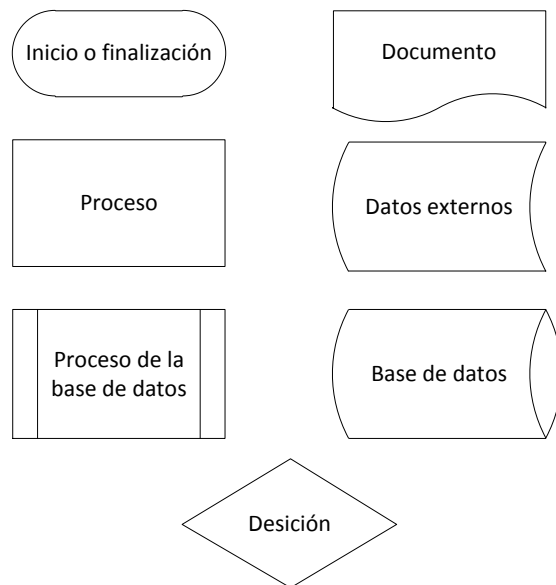 Inicio o finalización
Documento
Proceso
Datos externos
Proceso de la
base de datos
Base de datos
Desición